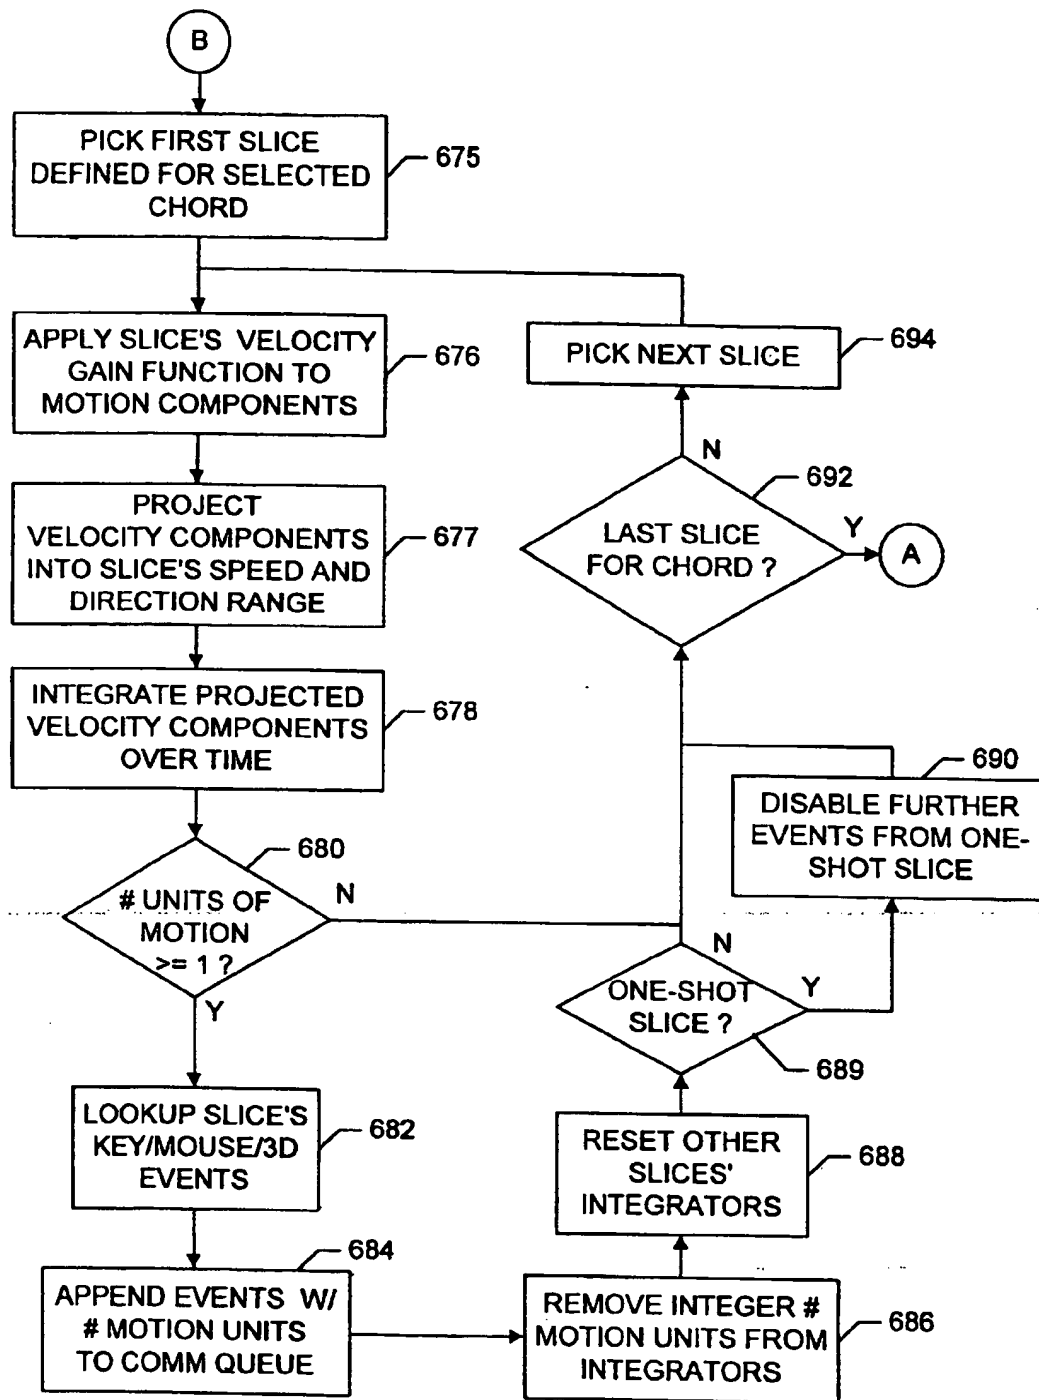 B
PICK FIRST SLICE
DEFINED FOR SELECTED
CHORD
675
APPLY SLICE'S VELOCITY
GAIN FUNCTION TO
MOTION COMPONENTS
676
PROJECT
VELOCITY COMPONENTS
INTO SLICE'S SPEED AND
DIRECTION RANGE
677
INTEGRATE PROJECTED
VELOCITY COMPONENTS
OVER TIME
678
# UNITS OF
MOTION
>= 1 ?
680
N
Y
LOOKUP SLICE'S
KEY/MOUSE/3D
EVENTS
682
APPEND EVENTS W/
# MOTION UNITS
TO COMM QUEUE
684
REMOVE INTEGER #
MOTION UNITS FROM
INTEGRATORS
686
RESET OTHER
SLICES'
INTEGRATORS
688
ONE-SHOT
SLICE ?
689
N
Y
DISABLE FURTHER
EVENTS FROM ONE-
SHOT SLICE
690
LAST SLICE
FOR CHORD ?
692
N
Y
A
PICK NEXT SLICE
694